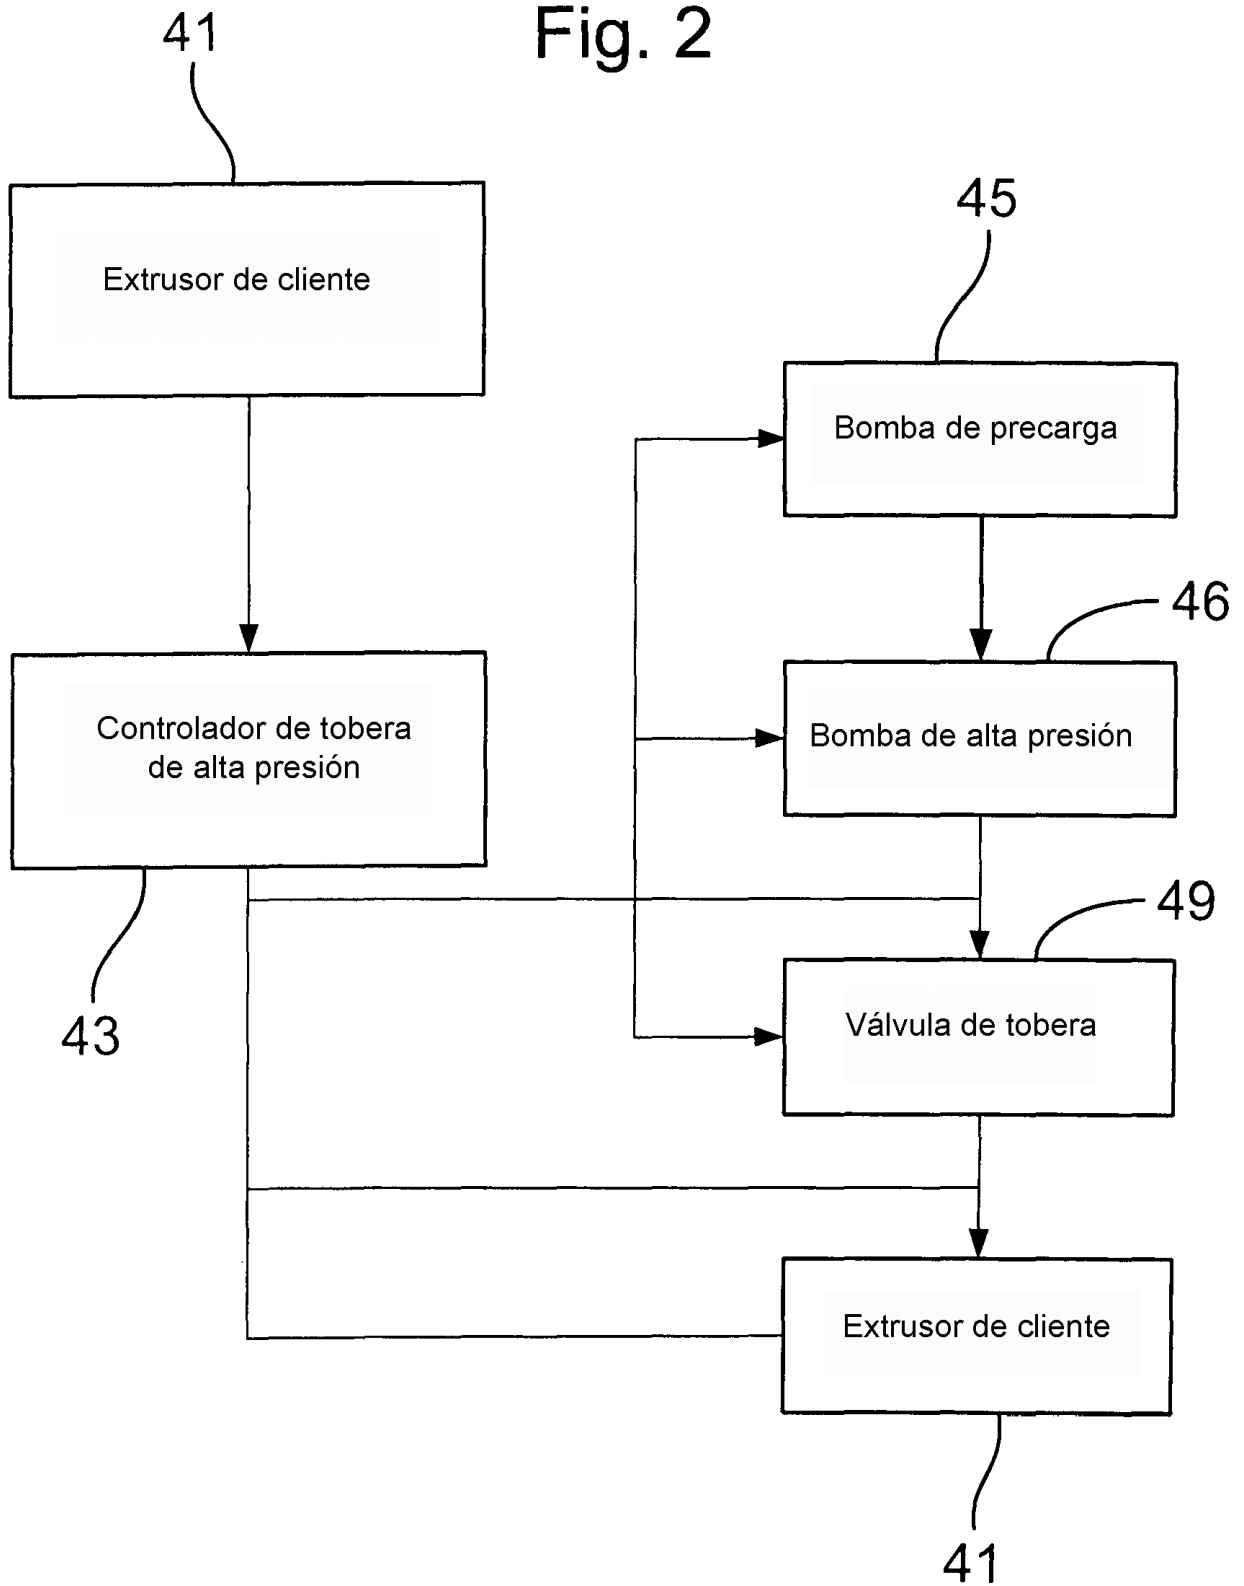 Fig. 2
41
Extrusor de cliente
45
Bomba de precarga
46
Bomba de alta presión
Controlador de tobera
de alta presión
43
49
Válvula de tobera
Extrusor de cliente
41